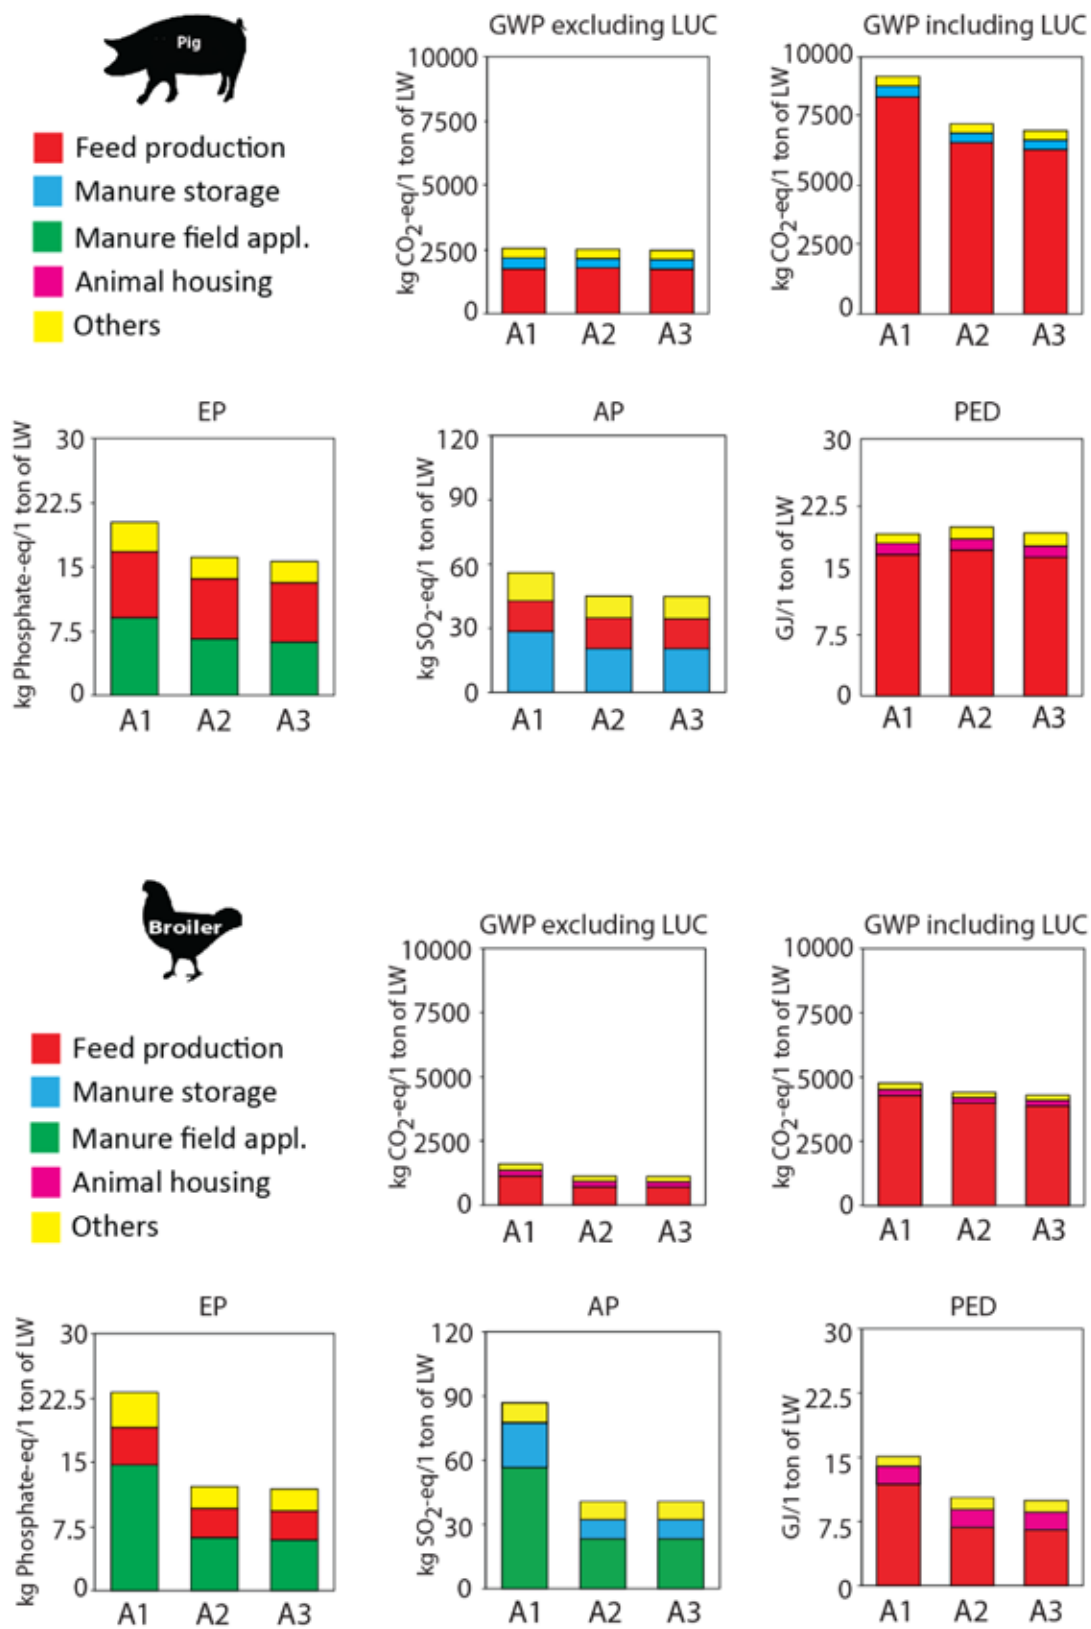 Pig
Feed production
Manure storage
Manure field appl.
Animal housing
Others
GWP excluding LUC
kg CO₂-eq/1 ton of LW
10000
7500
5000
2500
0
A1 A2 A3
GWP including LUC
kg CO₂-eq/1 ton of LW
10000
7500
5000
2500
0
A1 A2 A3
EP
kg Phosphate-eq/1 ton of LW
30
22.5
15
7.5
0
A1 A2 A3
AP
kg SO₂-eq/1 ton of LW
120
90
60
30
0
A1 A2 A3
PED
GJ/1 ton of LW
30
22.5
15
7.5
0
A1 A2 A3
Broiler
Feed production
Manure storage
Manure field appl.
Animal housing
Others
GWP excluding LUC
kg CO₂-eq/1 ton of LW
10000
7500
5000
2500
0
A1 A2 A3
GWP including LUC
kg CO₂-eq/1 ton of LW
10000
7500
5000
2500
0
A1 A2 A3
EP
kg Phosphate-eq/1 ton of LW
30
22.5
15
7.5
0
A1 A2 A3
AP
kg SO₂-eq/1 ton of LW
120
90
60
30
0
A1 A2 A3
PED
GJ/1 ton of LW
30
22.5
15
7.5
0
A1 A2 A3